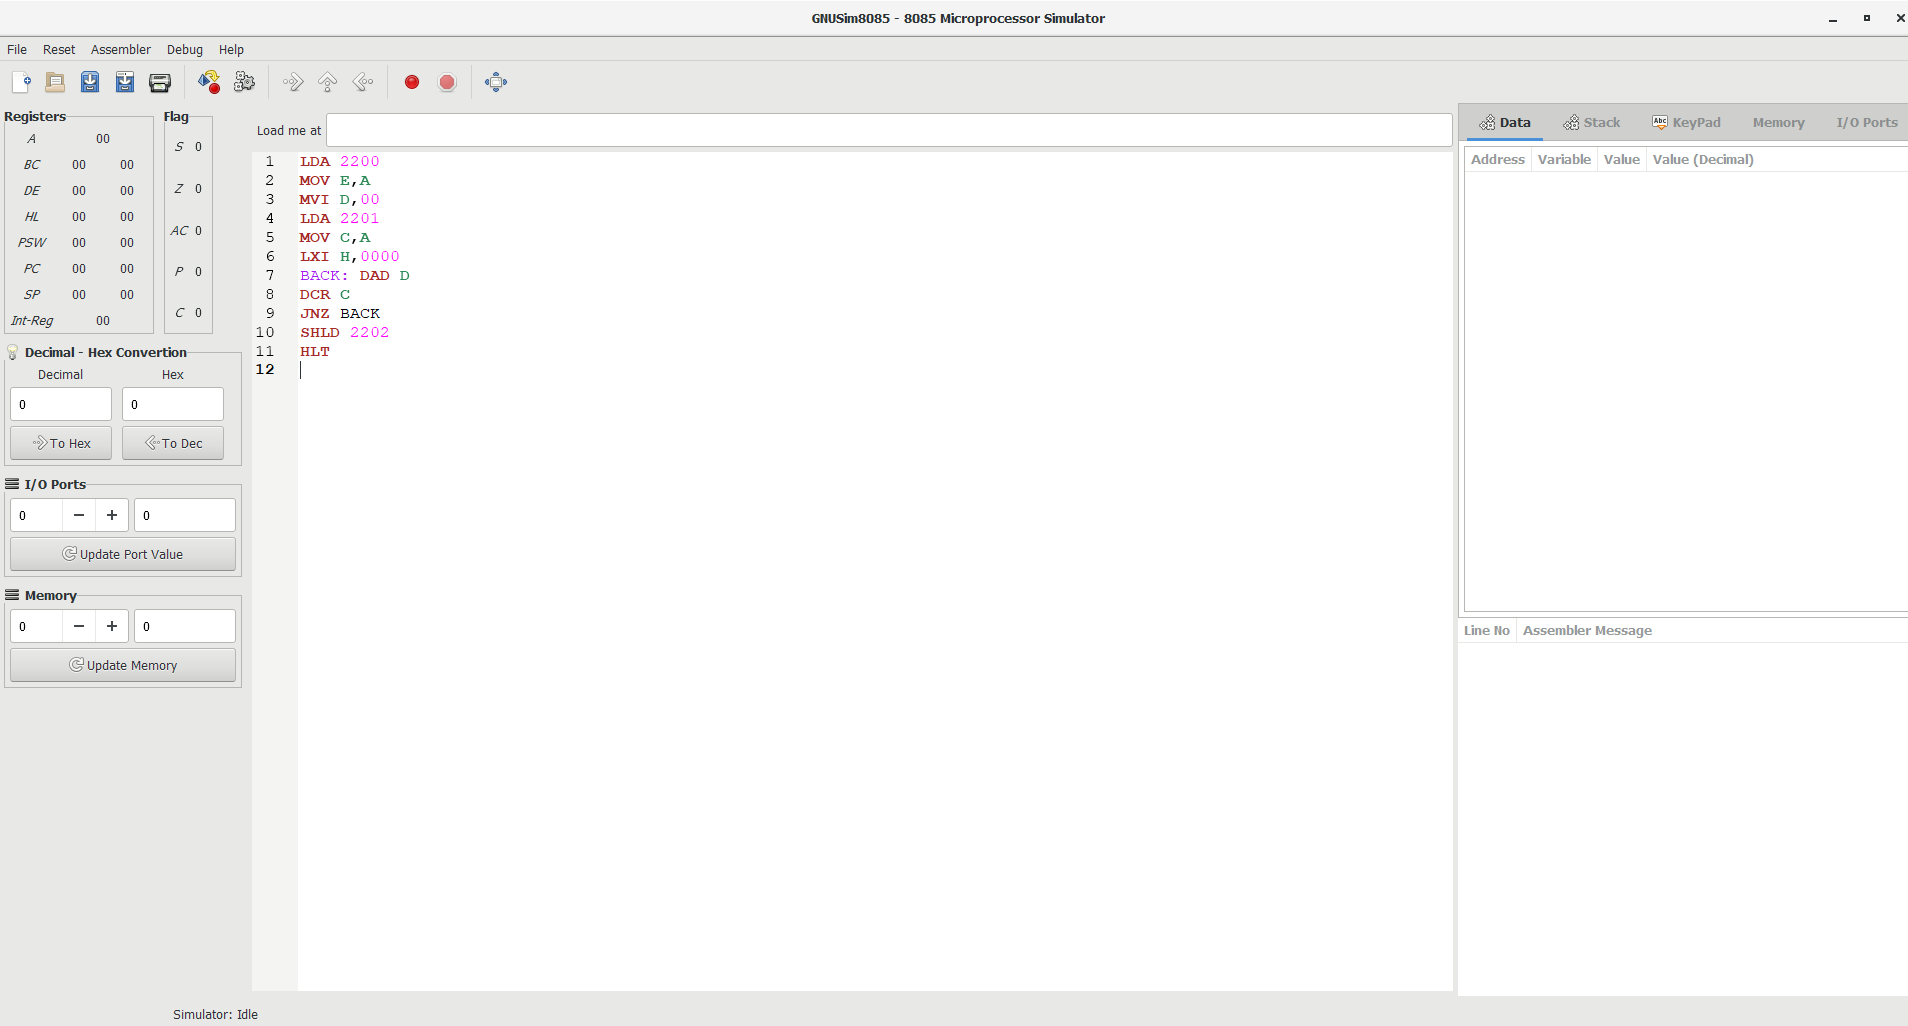 GNUSim8085 - 8085 Microprocessor Simulator
File Reset Assembler Debug Help
Registers
A 00
BC 00 00
DE 00 00
HL 00 00
PSW 00 00
PC 00 00
SP 00 00
Int-Reg 00
Flag
S 0
Z 0
AC 0
P 0
C 0
Decimal - Hex Convertion
Decimal Hex
0 0
To Hex To Dec
I/O Ports
0 − + 0
Update Port Value
Memory
0 − + 0
Update Memory
Load me at
1 LDA 2200
2 MOV E,A
3 MVI D,00
4 LDA 2201
5 MOV C,A
6 LXI H,0000
7 BACK: DAD D
8 DCR C
9 JNZ BACK
10 SHLD 2202
11 HLT
12
Data Stack Abc KeyPad Memory I/O Ports
Address Variable Value Value (Decimal)
Line No Assembler Message
Simulator: Idle